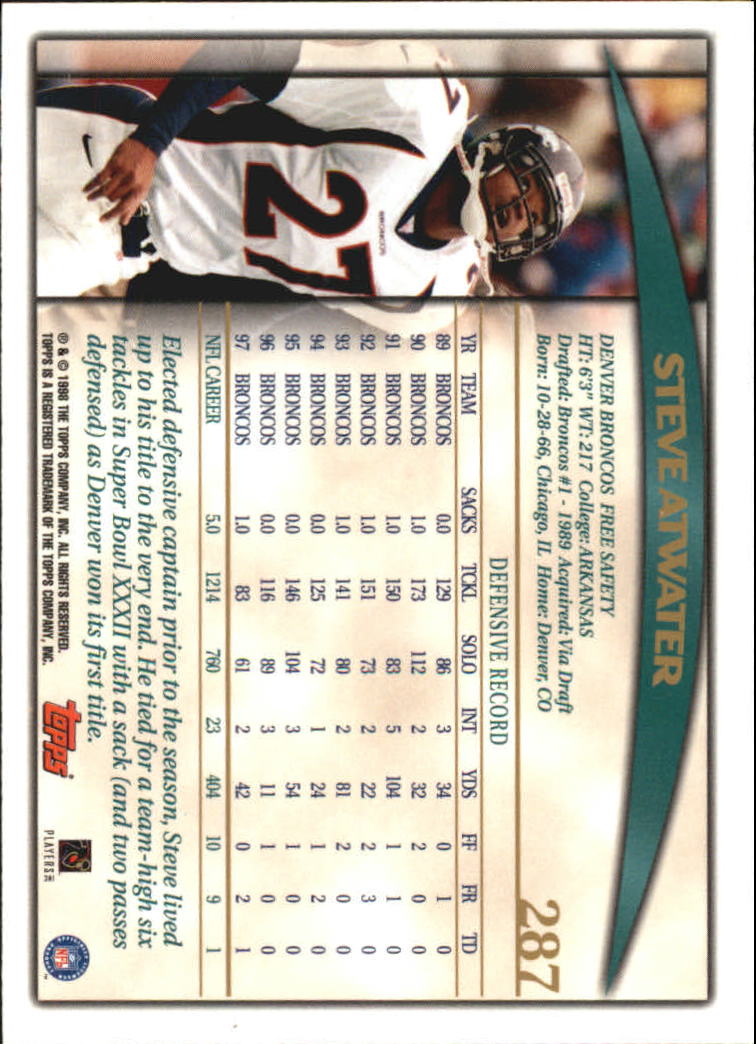 STEVE ATWATER
287
DENVER BRONCOS FREE SAFETY
HT: 6'3" WT: 217 College: ARKANSAS
Drafted: Broncos #1 - 1989 Acquired: Via Draft
Born: 10-28-66, Chicago, IL Home: Denver, CO
DEFENSIVE RECORD
YR TEAM SACKS TCKL SOLO INT YDS FF FR TD
89 BRONCOS 0.0 129 86 3 34 0 1 0
90 BRONCOS 1.0 173 112 2 32 2 0 0
91 BRONCOS 1.0 150 83 5 104 1 1 0
92 BRONCOS 1.0 151 73 2 22 2 3 0
93 BRONCOS 1.0 141 80 2 81 2 0 0
94 BRONCOS 0.0 125 72 1 24 1 2 0
95 BRONCOS 0.0 146 104 3 54 1 0 0
96 BRONCOS 0.0 116 89 3 11 1 0 0
97 BRONCOS 1.0 83 61 2 42 0 2 1
NFL CAREER 5.0 1214 760 23 404 10 9 1
Elected defensive captain prior to the season, Steve lived
up to his title to the very end. He tied for a team-high six
tackles in Super Bowl XXXII with a sack (and two passes
defensed) as Denver won its first title.
℗ & © 1998 THE TOPPS COMPANY, INC. ALL RIGHTS RESERVED.
TOPPS IS A REGISTERED TRADEMARK OF THE TOPPS COMPANY, INC.
topps®
PLAYERS INC
NFL
BRONCOS
27
27